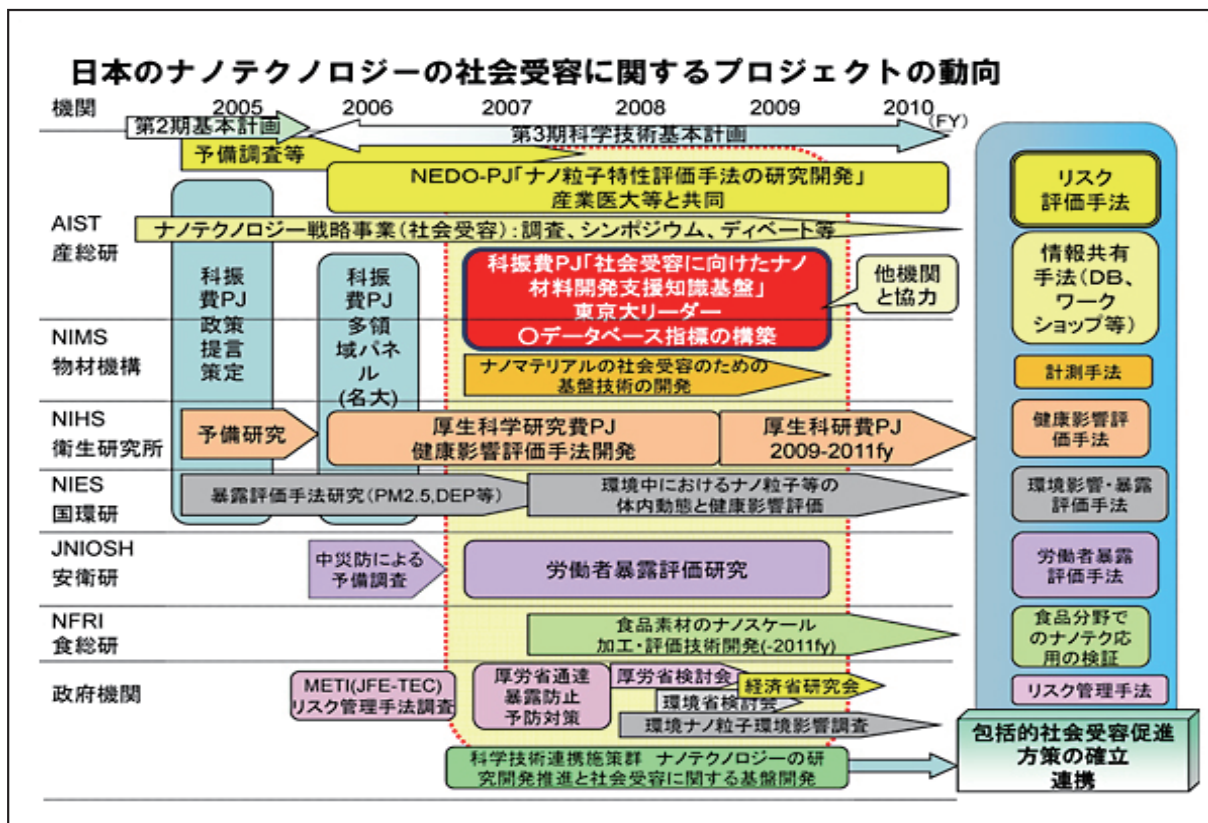 日本のナノテクノロジーの社会受容に関するプロジェクトの動向
機関
2005
2006
2007
2008
2009
2010
(FY)
第2期基本計画
第3期科学技術基本計画
予備調査等
NEDO-PJ「ナノ粒子特性評価手法の研究開発」
産業医大等と共同
AIST
産総研
ナノテクノロジー戦略事業(社会受容):調査、シンポジウム、ディベート等
科振
費PJ
政策
提言
策定
科振
費PJ
多領
域パネ
ル
(名大)
科振費PJ「社会受容に向けたナノ
材料開発支援知識基盤」
東京大リーダー
〇データベース指標の構築
他機関
と協力
NIMS
物材機構
ナノマテリアルの社会受容のための
基盤技術の開発
NIHS
衛生研究所
予備研究
厚生科学研究費PJ
健康影響評価手法開発
厚生科研費PJ
2009-2011fy
NIES
国環研
暴露評価手法研究(PM2.5,DEP等)
環境中におけるナノ粒子等の
体内動態と健康影響評価
JNIOSH
安衛研
中災防による
予備調査
労働者暴露評価研究
NFRI
食総研
食品素材のナノスケール
加工・評価技術開発(-2011fy)
政府機関
METI(JFE-TEC)
リスク管理手法調査
厚労省通達
暴露防止
予防対策
厚労省検討会
経済省研究会
環境省検討会
環境ナノ粒子環境影響調査
科学技術連携施策群 ナノテクノロジーの研
究開発推進と社会受容に関する基盤開発
リスク
評価手法
情報共有
手法(DB、
ワーク
ショップ等)
計測手法
健康影響評
価手法
環境影響・暴露
評価手法
労働者暴露
評価手法
食品分野で
のナノテク応
用の検証
リスク管理手法
包括的社会受容促進
方策の確立
連携